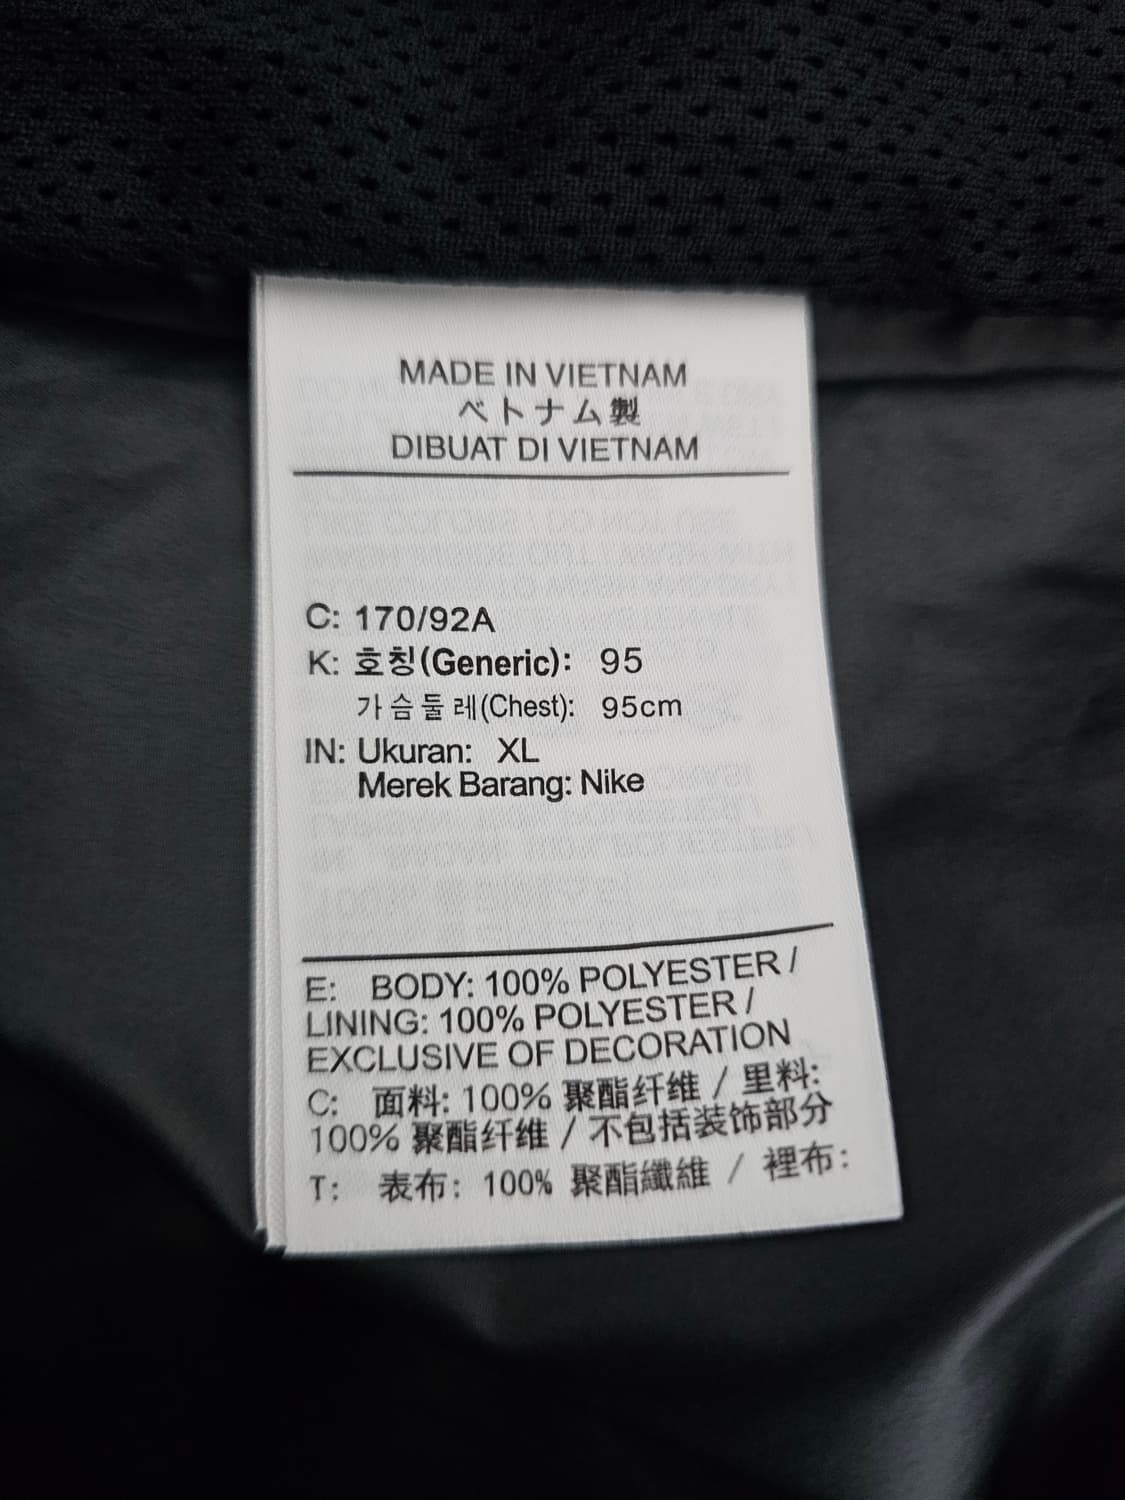 MADE IN VIETNAM
ベトナム製
DIBUAT DI VIETNAM
C: 170/92A
K: 호칭(Generic): 95
가슴둘레(Chest): 95cm
IN: Ukuran: XL
Merek Barang: Nike
E: BODY: 100% POLYESTER /
LINING: 100% POLYESTER /
EXCLUSIVE OF DECORATION
C: 面料: 100% 聚酯纤维 / 里料:
100% 聚酯纤维 / 不包括装饰部分
T: 表布: 100% 聚酯纖維 / 裡布: